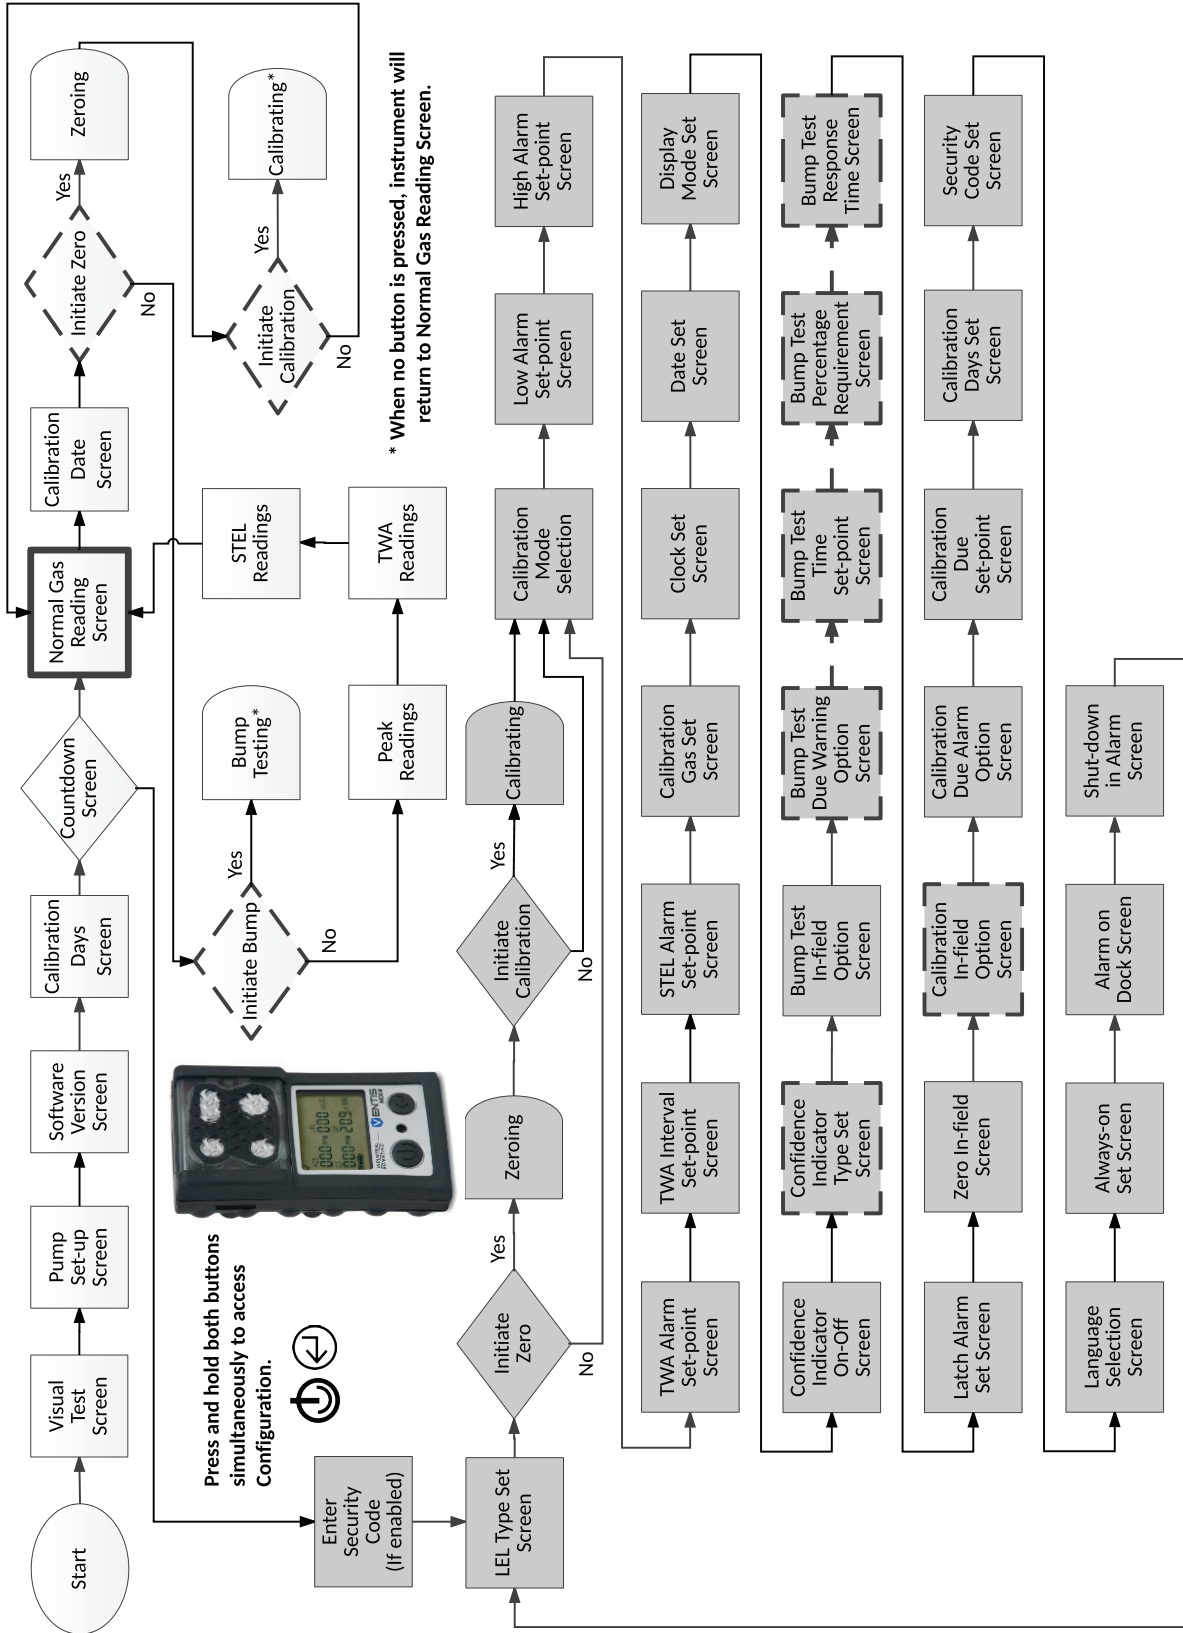 Start
Visual
Test
Screen
Pump
Set-up
Screen
Software
Version
Screen
Calibration
Days
Screen
Countdown
Screen
Normal Gas
Reading
Screen
Calibration
Date
Screen
Initiate Zero
Yes
No
Zeroing
Initiate
Calibration
Yes
No
Calibrating*
* When no button is pressed, instrument will
return to Normal Gas Reading Screen.
Initiate Bump
Yes
No
Bump
Testing*
Peak
Readings
TWA
Readings
STEL
Readings
Press and hold both buttons
simultaneously to access
Configuration.
VENTIS
MX4
Enter
Security
Code
(If enabled)
LEL Type Set
Screen
Initiate
Zero
Yes
No
Zeroing
Initiate
Calibration
Yes
No
Calibrating
Calibration
Mode
Selection
Low Alarm
Set-point
Screen
High Alarm
Set-point
Screen
TWA Alarm
Set-point
Screen
TWA Interval
Set-point
Screen
STEL Alarm
Set-point
Screen
Calibration
Gas Set
Screen
Clock Set
Screen
Date Set
Screen
Display
Mode Set
Screen
Confidence
Indicator
On-Off
Screen
Confidence
Indicator
Type Set
Screen
Bump Test
In-field
Option
Screen
Bump Test
Due Warning
Option
Screen
Bump Test
Time
Set-point
Screen
Bump Test
Percentage
Requirement
Screen
Bump Test
Response
Time Screen
Latch Alarm
Set Screen
Zero In-field
Screen
Calibration
In-field
Option
Screen
Calibration
Due Alarm
Option
Screen
Calibration
Due
Set-point
Screen
Calibration
Days Set
Screen
Security
Code Set
Screen
Language
Selection
Screen
Always-on
Set Screen
Alarm on
Dock Screen
Shut-down
in Alarm
Screen